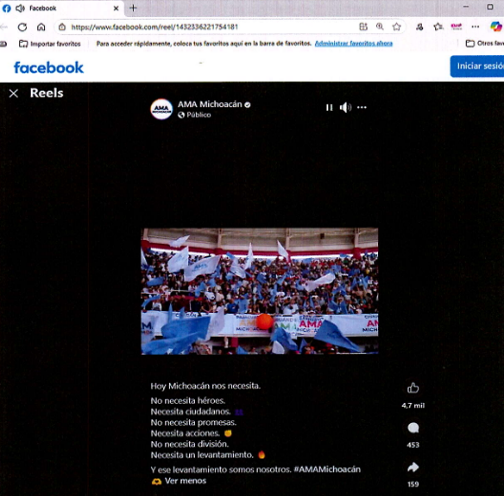 Facebook
https://www.facebook.com/reel/1432336221754181
Importar favoritos
Para acceder rápidamente, coloca tus favoritos aquí en la barra de favoritos. Administrar favoritos ahora
Otros fav
facebook
Iniciar sesió
Reels
AMA
AMA Michoacán
Público
AMA
Hoy Michoacán nos necesita.
No necesita héroes.
Necesita ciudadanos.
No necesita promesas.
Necesita acciones. ✊
No necesita división.
Necesita un levantamiento. 🔥
Y ese levantamiento somos nosotros. #AMAMichoacán
🫶 Ver menos
4,7 mil
453
159